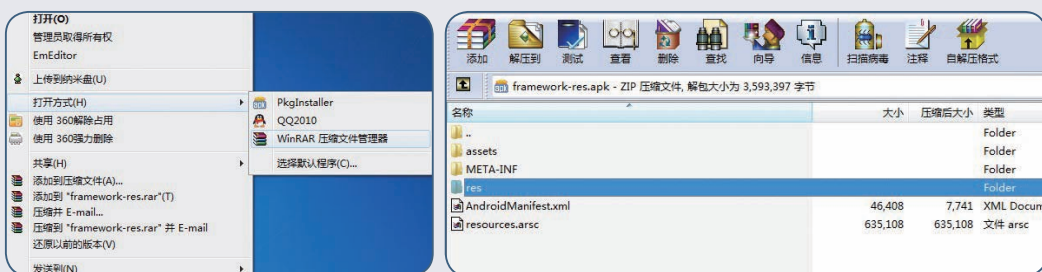 打开(O)
管理员取得所有权
EmEditor
上传到纳米盘(U)
打开方式(H)
使用 360解除占用
使用 360强力删除
共享(H)
添加到压缩文件(A)...
添加到 "framework-res.rar"(T)
压缩并 E-mail...
压缩到 "framework-res.rar" 并 E-mail
还原以前的版本(V)
发送到(N)
PkgInstaller
QQ2010
WinRAR 压缩文件管理器
选择默认程序(C)...
添加 解压到 测试 查看 删除 查找 向导 信息 扫描病毒 注释 自解压格式
framework-res.apk - ZIP 压缩文件, 解包大小为 3,593,397 字节
名称 大小 压缩后大小 类型
.. Folder
assets Folder
META-INF Folder
res Folder
AndroidManifest.xml 46,408 7,741 XML Docum
resources.arsc 635,108 635,108 文件 arsc